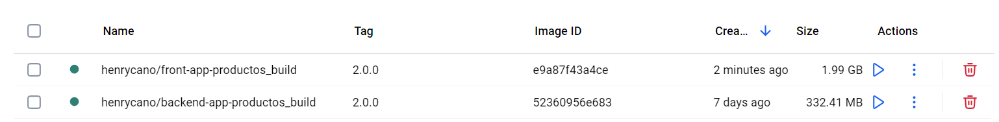 Name Tag Image ID Crea... Size Actions
henrycano/front-app-productos_build 2.0.0 e9a87f43a4ce 2 minutes ago 1.99 GB
henrycano/backend-app-productos_build 2.0.0 52360956e683 7 days ago 332.41 MB